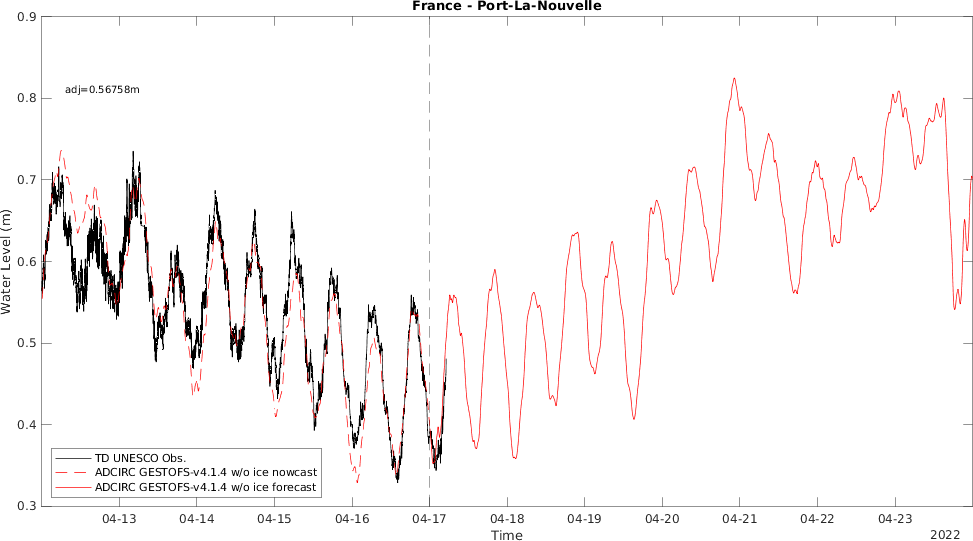 France - Port-La-Nouvelle
0.9
0.8
0.7
0.6
0.5
0.4
0.3
Water Level (m)
adj=0.56758m
TD UNESCO Obs.
ADCIRC GESTOFS-v4.1.4 w/o ice nowcast
ADCIRC GESTOFS-v4.1.4 w/o ice forecast
04-13 04-14 04-15 04-16 04-17 04-18 04-19 04-20 04-21 04-22 04-23
Time
2022